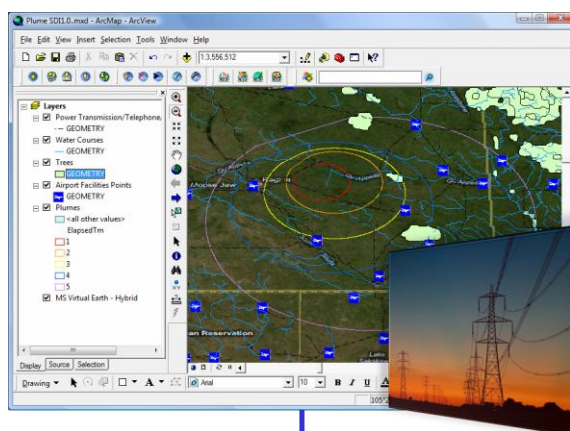 Plume SDI1.0..mxd - ArcMap - ArcView
File Edit View Insert Selection Tools Window Help
1:3,556,512
Layers
Power Transmission/Telephone,
GEOMETRY
Water Courses
GEOMETRY
Trees
GEOMETRY
Airport Facilities Points
GEOMETRY
Plumes
<all other values>
ElapsedTm
1
2
3
4
5
MS Virtual Earth - Hybrid
Moose Jaw
Regina
Qu'Appelle
an Reservation
Lake
Display Source Selection
Drawing
A
Arial
10
B I U A